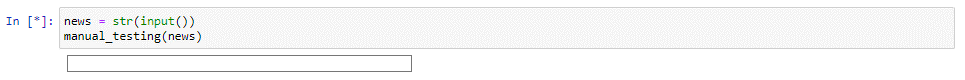 In [*]: news = str(input())
manual_testing(news)